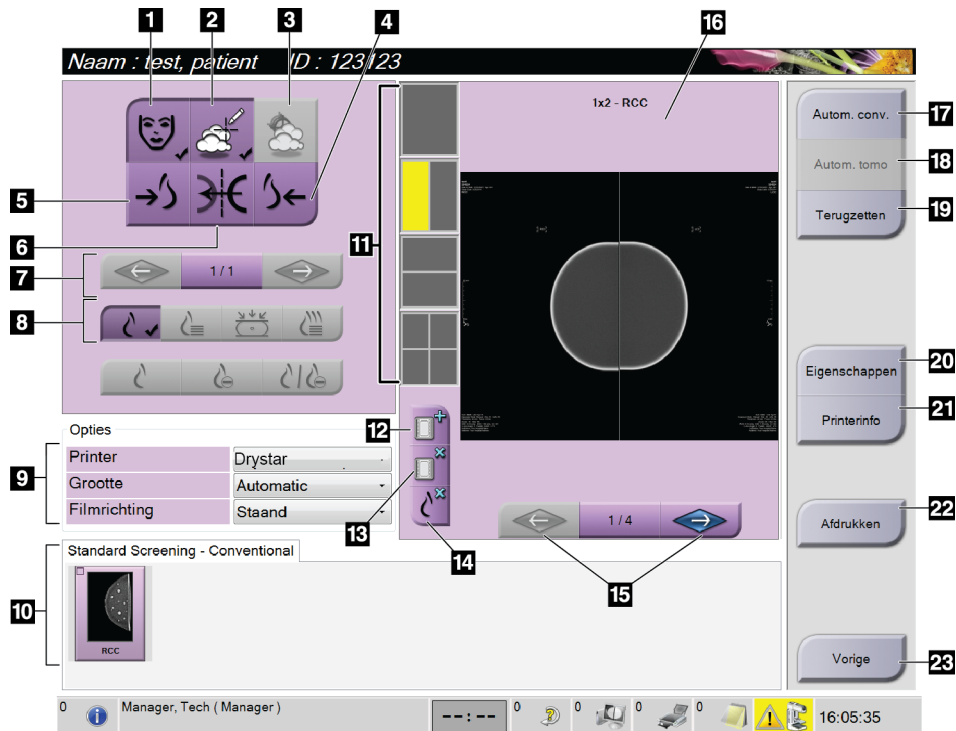 1
2
3
4
16
Naam : test, patient ID : 123123
5
6
7
8
11
1x2 - RCC
Autom. conv.
17
Autom. tomo
18
Terugzetten
19
1 / 1
Eigenschappen
20
Printerinfo
21
Opties
12
9
Printer
Drystar
Grootte
Automatic
Filmrichting
Staand
13
14
1 / 4
15
Afdrukken
22
10
Standard Screening - Conventional
RCC
Vorige
23
0
Manager, Tech ( Manager )
--:--
0
0
0
0
16:05:35